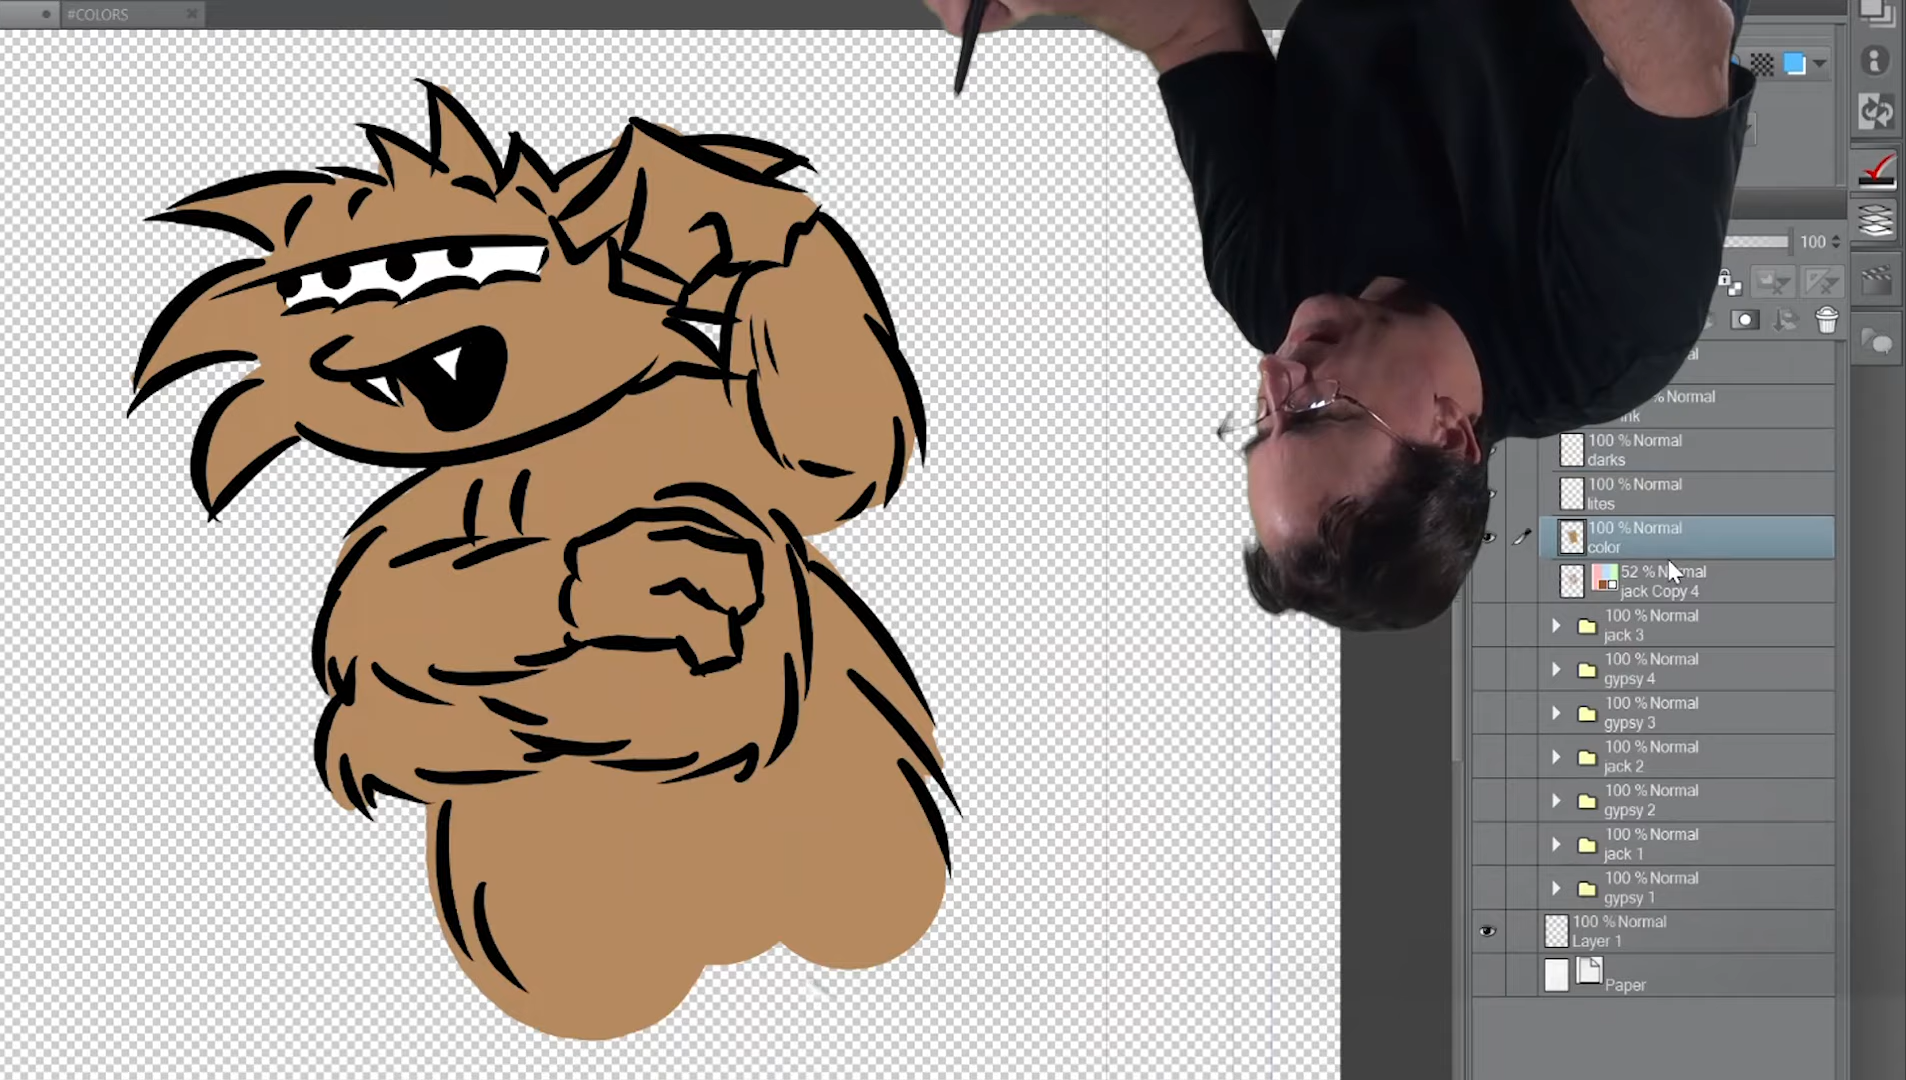 #COLORS
100
% Normal
ink
100 % Normal
darks
100 % Normal
lites
100 % Normal
color
52 % Normal
jack Copy 4
100 % Normal
jack 3
100 % Normal
gypsy 4
100 % Normal
gypsy 3
100 % Normal
jack 2
100 % Normal
gypsy 2
100 % Normal
jack 1
100 % Normal
gypsy 1
100 % Normal
Layer 1
Paper